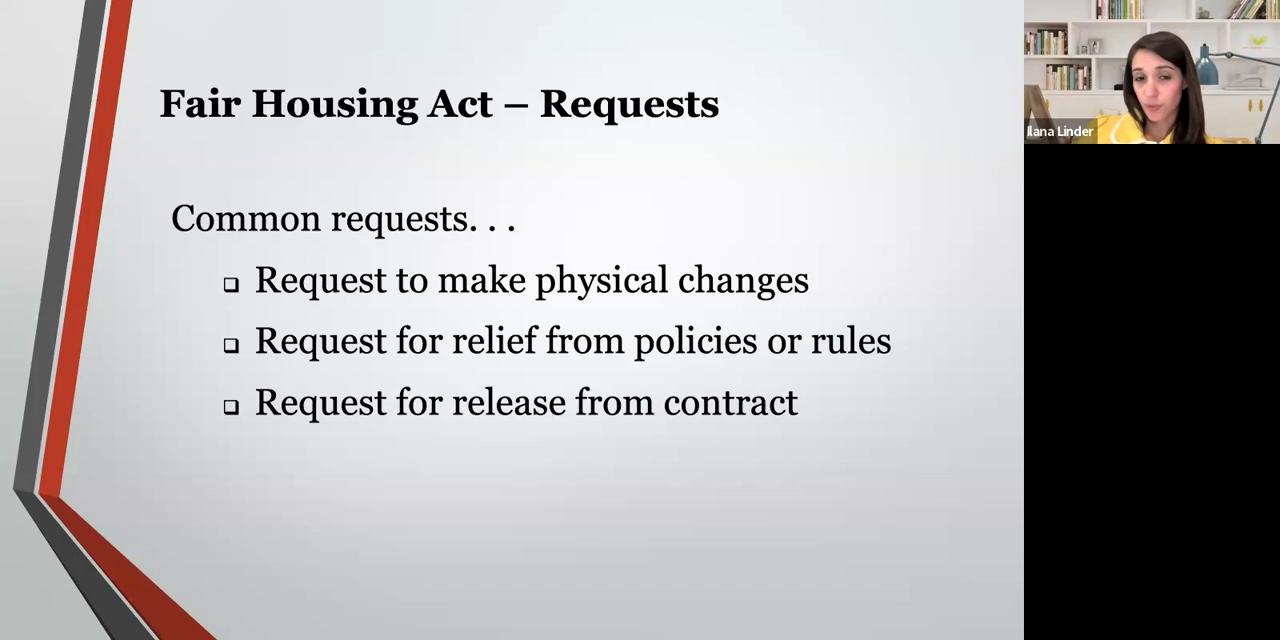 Fair Housing Act – Requests
Common requests. . .
Request to make physical changes
Request for relief from policies or rules
Request for release from contract
Ilana Linder